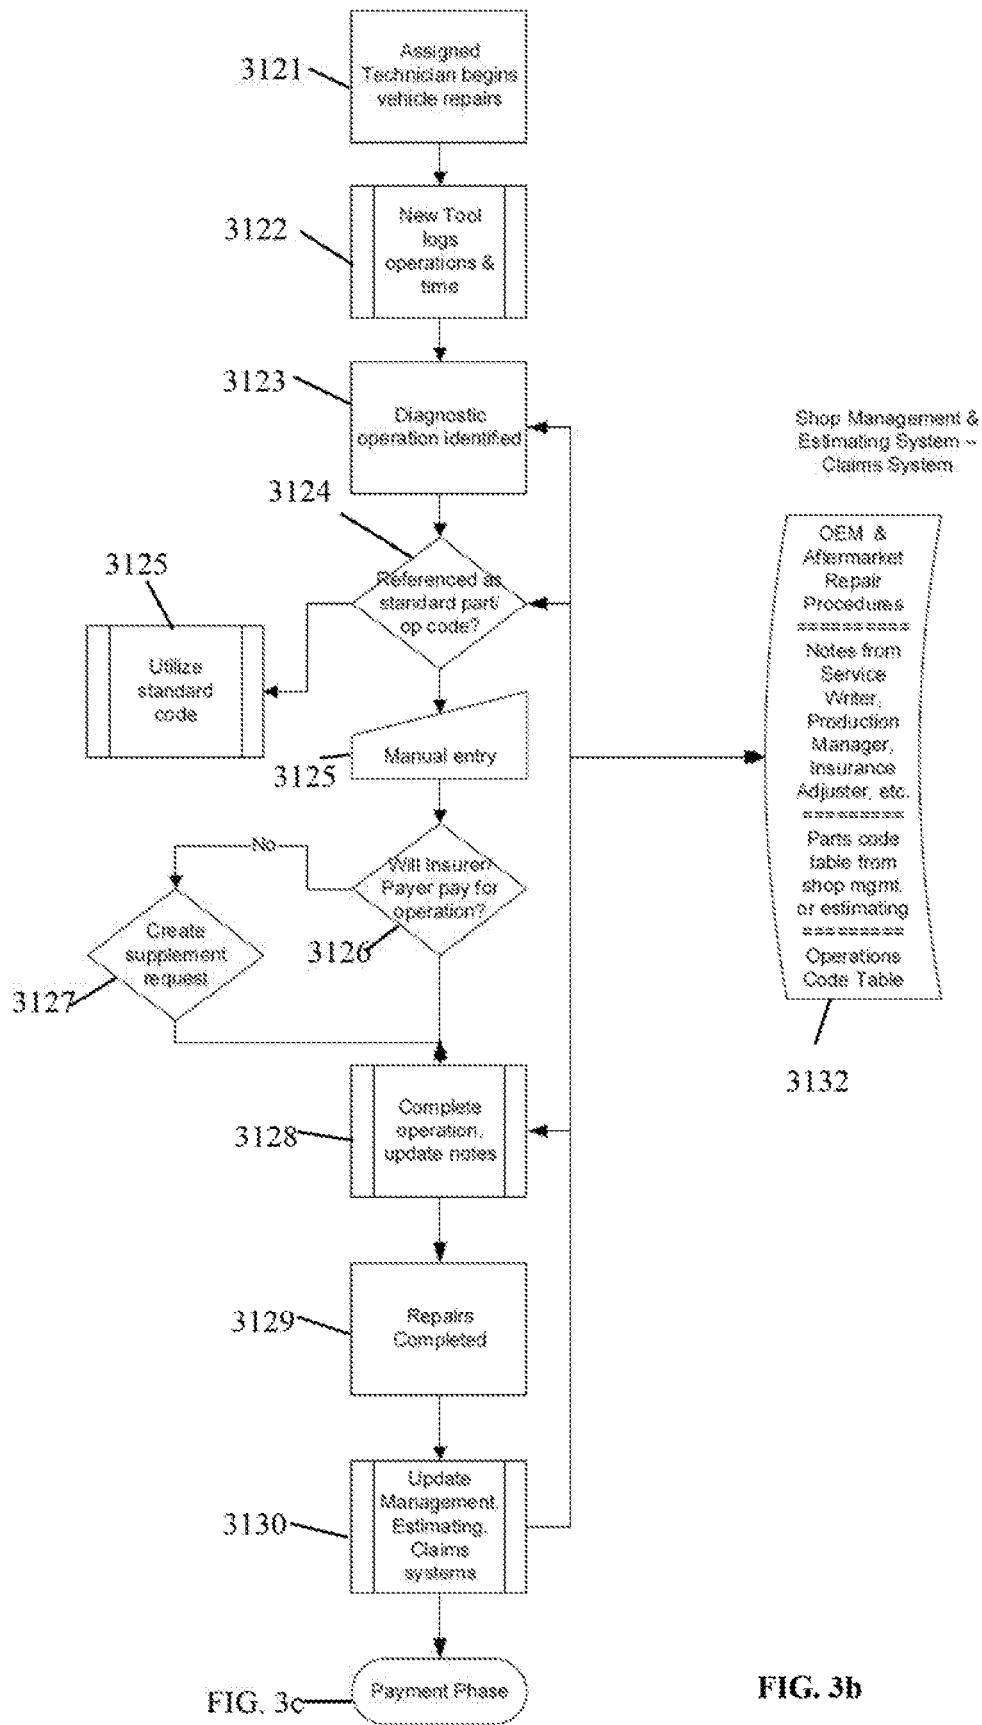 Assigned
Technician begins
vehicle repairs
3121
New Tool
logs
operations &
time
3122
Diagnostic
operation identified
3123
Shop Management &
Estimating System –
Claims System
3124
Referenced as
standard part/
op code?
3125
Utilize
standard
code
Manual entry
3125
OEM &
Aftermarket
Repair
Procedures
==========
Notes from
Service
Writer,
Production
Manager,
Insurance
Adjuster, etc.
=========
Parts code
table from
shop mgmt.
or estimating
=========
Operations
Code Table
3132
No
Will Insurer/
Payer pay for
operation?
3126
Create
supplement
request
3127
Complete
operation,
update notes
3128
Repairs
Completed
3129
Update
Management,
Estimating,
Claims
systems
3130
Payment Phase
FIG. 3c
FIG. 3b